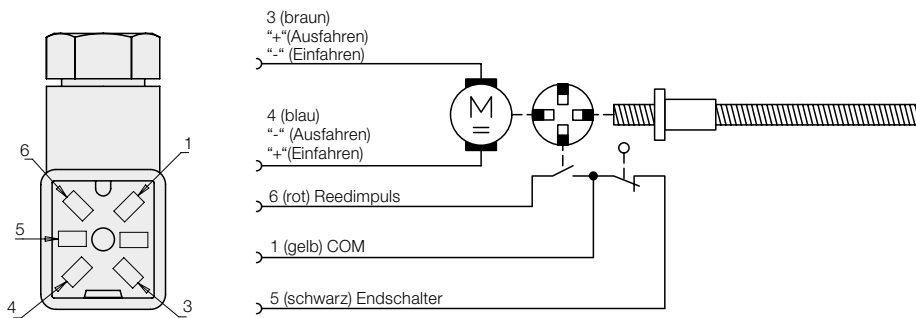 3 (braun)
“+“(Ausfahren)
“-“ (Einfahren)
M
4 (blau)
“-“ (Ausfahren)
“+“(Einfahren)
6
1
6 (rot) Reedimpuls
5
1 (gelb) COM
5 (schwarz) Endschalter
4
3